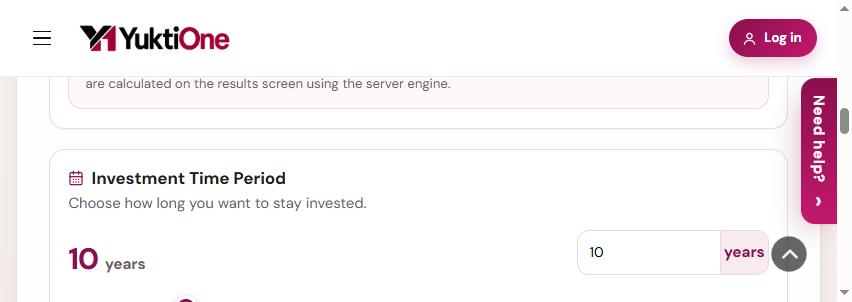 YuktiOne
Log in
are calculated on the results screen using the server engine.
Need help?
Investment Time Period
Choose how long you want to stay invested.
10 years
10 years